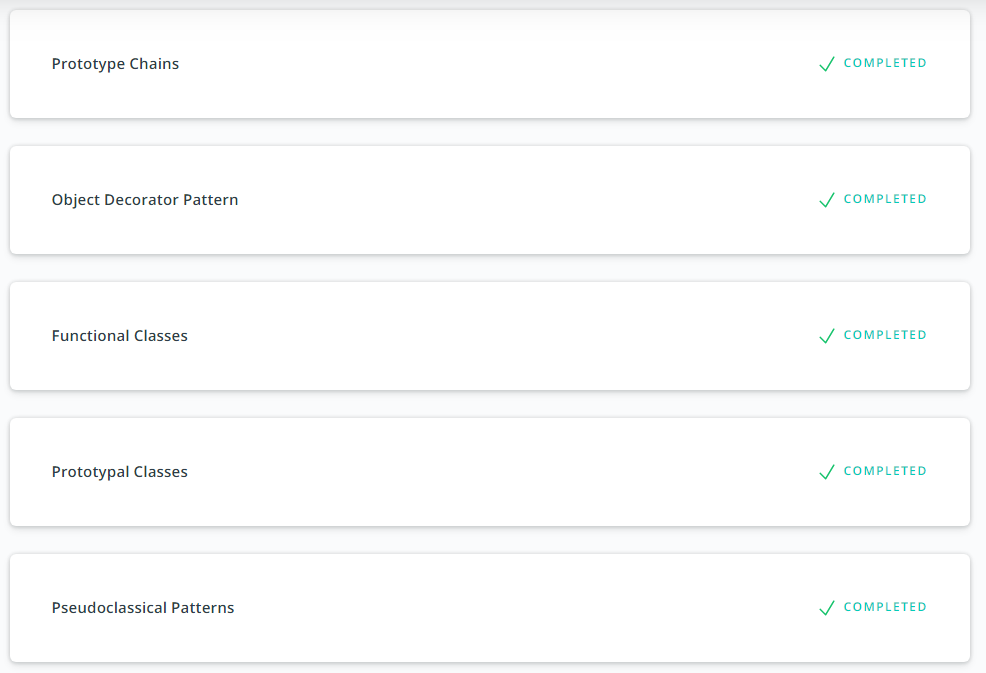 Prototype Chains COMPLETED
Object Decorator Pattern COMPLETED
Functional Classes COMPLETED
Prototypal Classes COMPLETED
Pseudoclassical Patterns COMPLETED